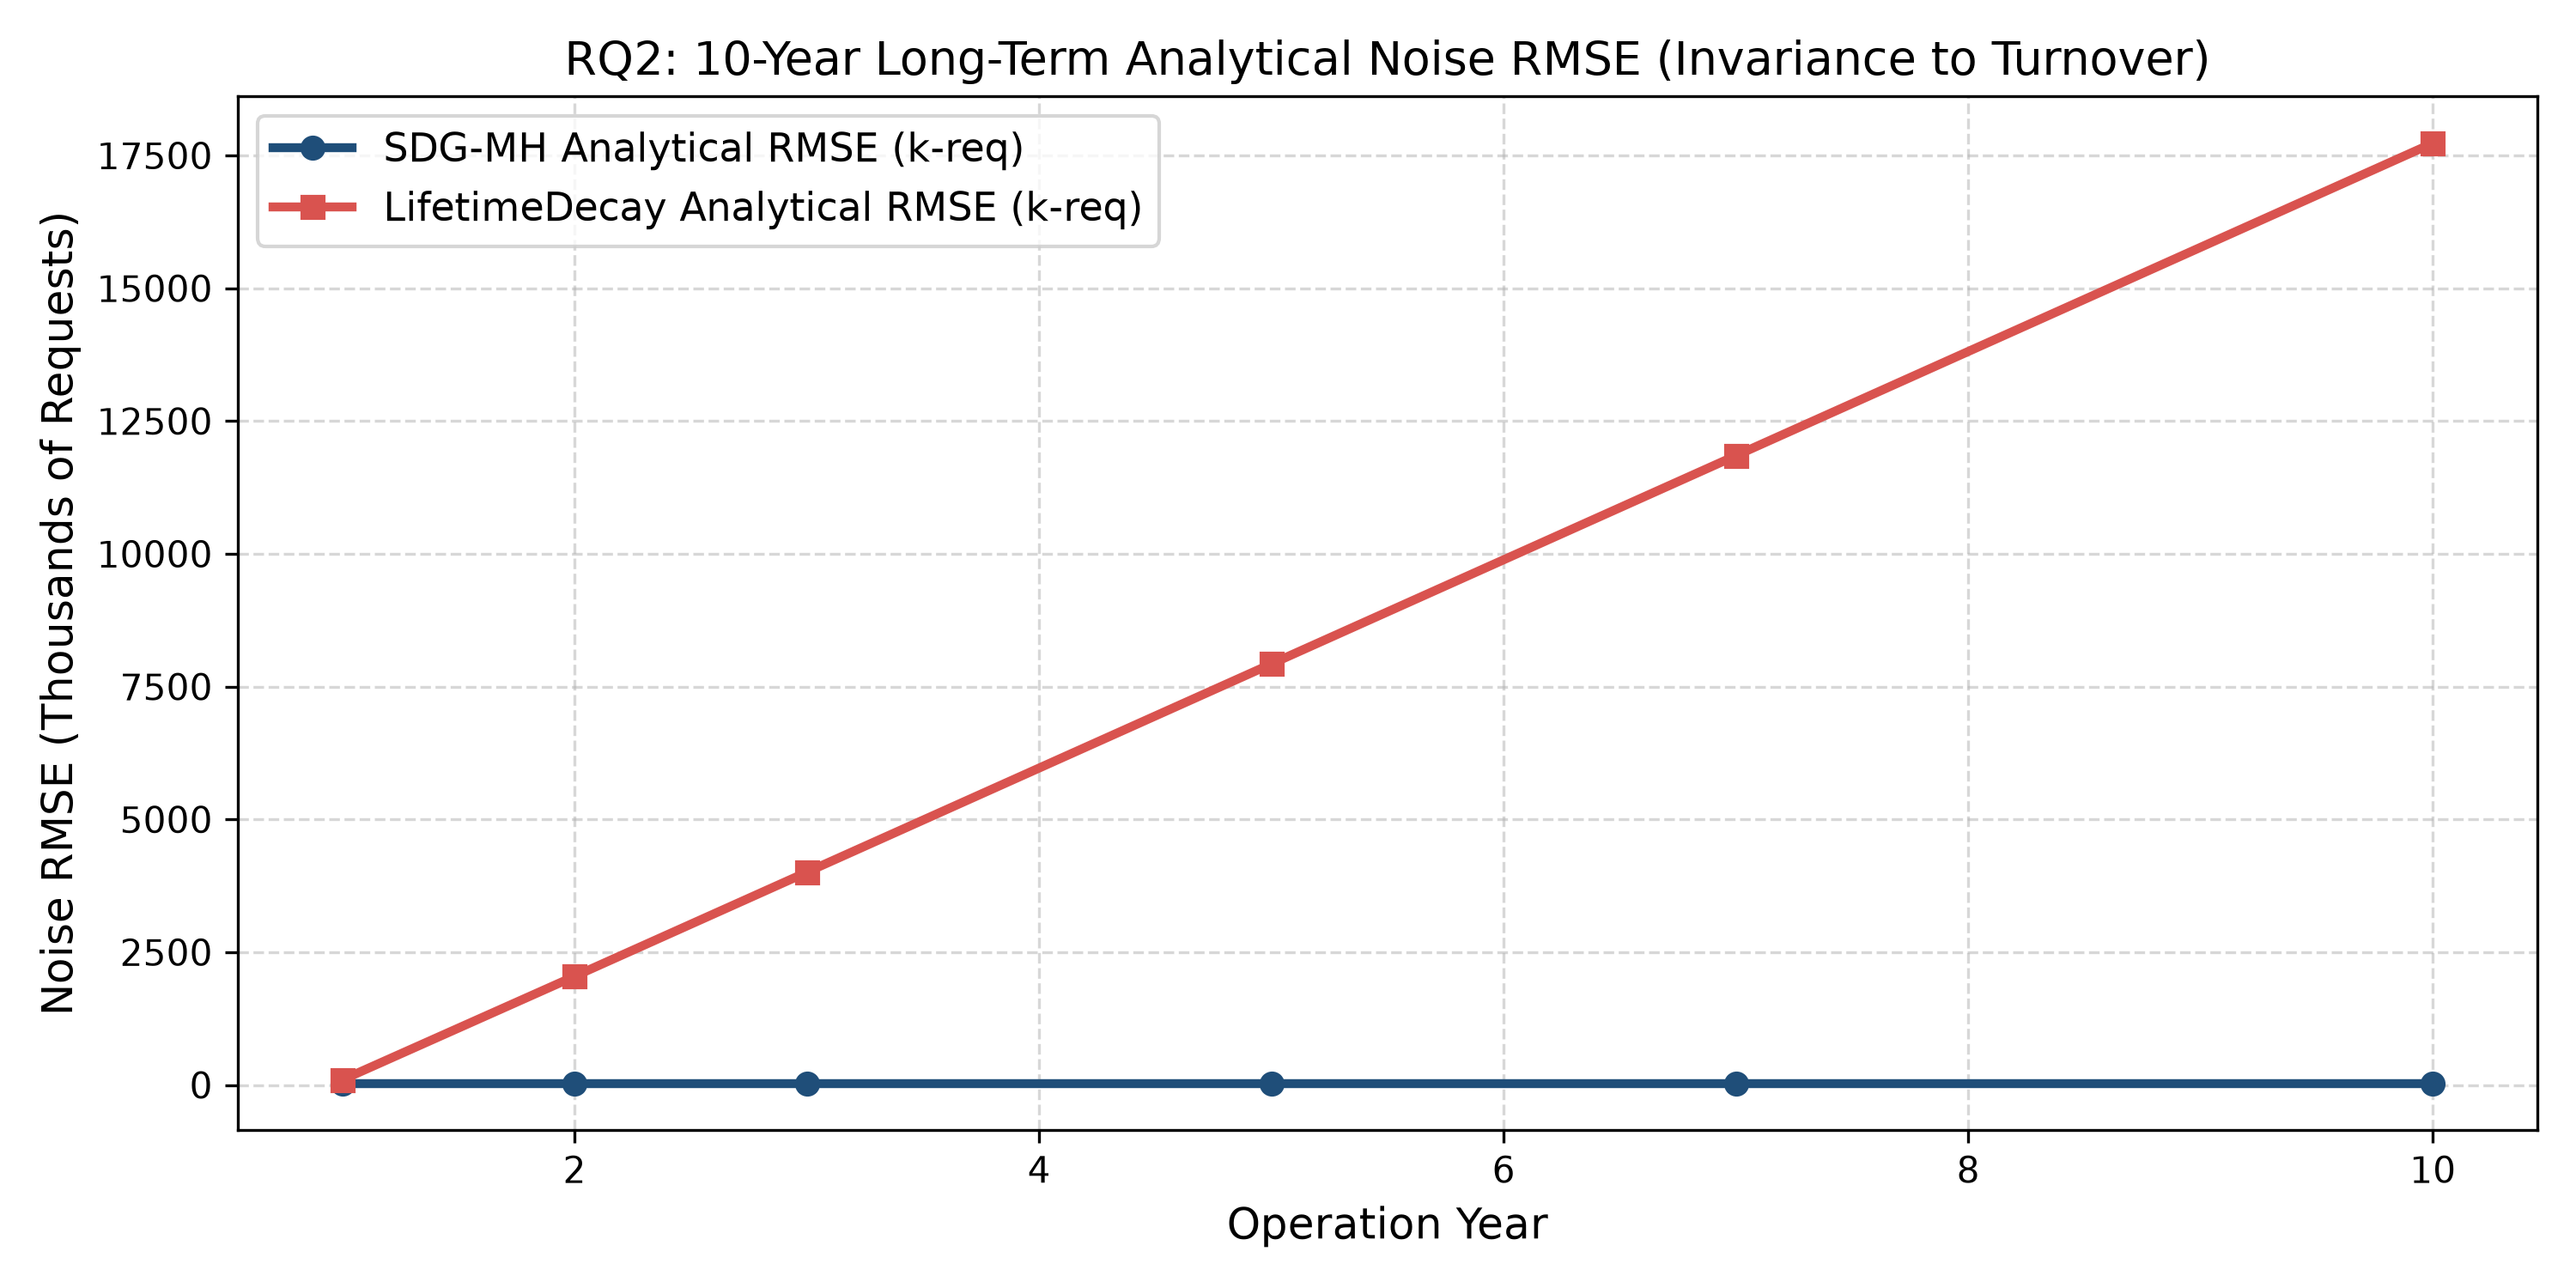 RQ2: 10-Year Long-Term Analytical Noise RMSE (Invariance to Turnover)
SDG-MH Analytical RMSE (k-req)
LifetimeDecay Analytical RMSE (k-req)
Noise RMSE (Thousands of Requests)
17500
15000
12500
10000
7500
5000
2500
0
2 4 6 8 10
Operation Year